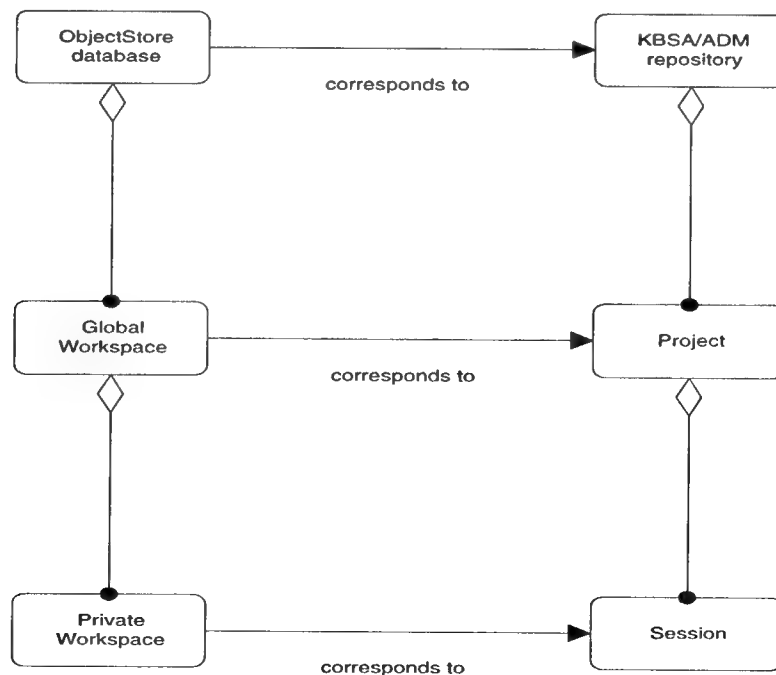 ObjectStore
database
KBSA/ADM
repository
corresponds to
Global
Workspace
Project
corresponds to
Private
Workspace
Session
corresponds to